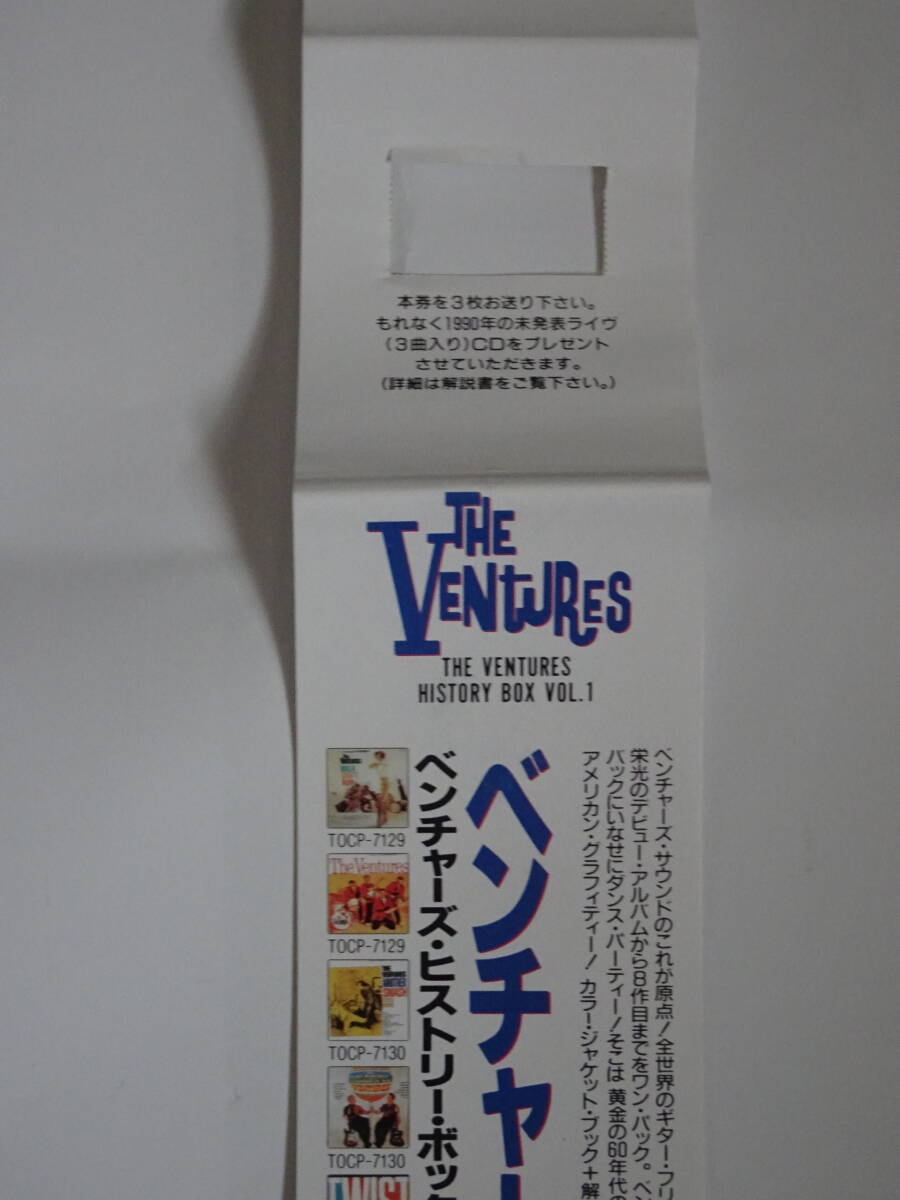 本券を3枚お送り下さい。
もれなく1990年の未発表ライヴ
(3曲入り)CDをプレゼント
させていただきます。
(詳細は解説書をご覧下さい。)
THE
VENTURES
THE VENTURES
HISTORY BOX VOL.1
ベンチャーズ・サウンドのこれが原点!全世界のギター・フリ
栄光のデビュー・アルバムから8作目までをワン・パック。ベン
バックにいなせにダンス・パーティー!そこは 黄金の60年代の
アメリカン・グラフィティー! カラー・ジャケット・ブック+解
ベンチャー
ベンチャーズ・ヒストリー・ボック
TOCP-7129
The Ventures
TOCP-7129
TOCP-7130
TOCP-7130
TWIST